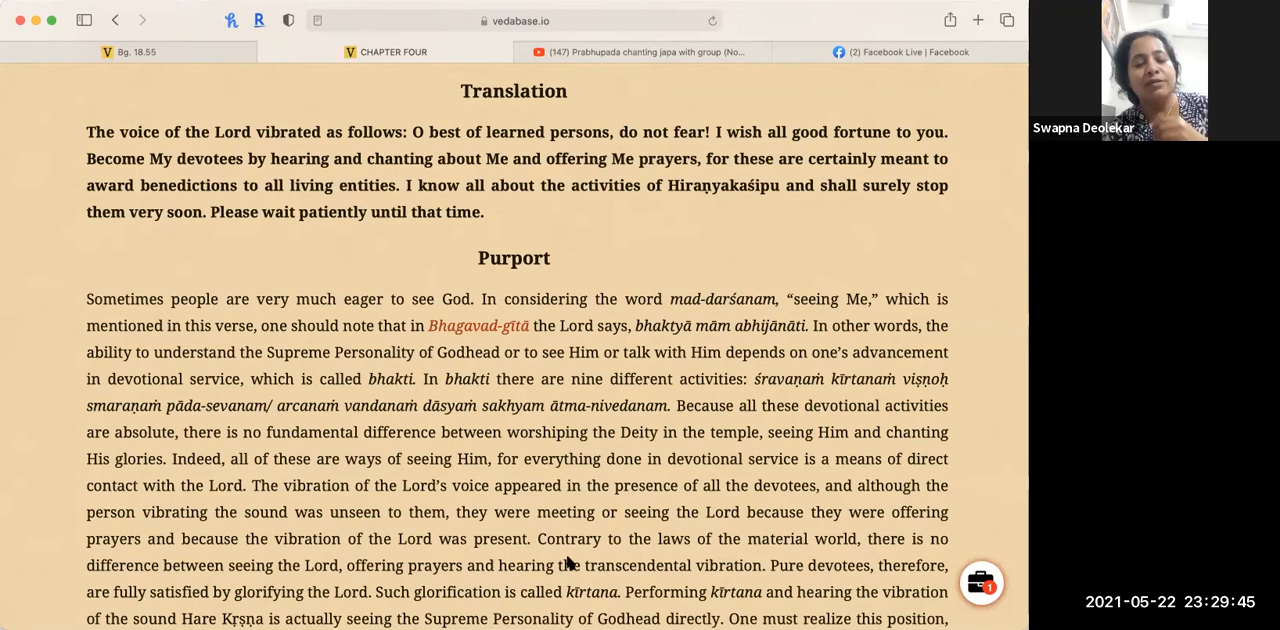 vedabase.io
Bg. 18.55
CHAPTER FOUR
(147) Prabhupada chanting japa with group (No...
(2) Facebook Live | Facebook
Swapna Deolekar
Translation
The voice of the Lord vibrated as follows: O best of learned persons, do not fear! I wish all good fortune to you.
Become My devotees by hearing and chanting about Me and offering Me prayers, for these are certainly meant to
award benedictions to all living entities. I know all about the activities of Hiraṇyakaśipu and shall surely stop
them very soon. Please wait patiently until that time.
Purport
Sometimes people are very much eager to see God. In considering the word mad-darśanam, “seeing Me,” which is
mentioned in this verse, one should note that in Bhagavad-gītā the Lord says, bhaktyā mām abhijānāti. In other words, the
ability to understand the Supreme Personality of Godhead or to see Him or talk with Him depends on one’s advancement
in devotional service, which is called bhakti. In bhakti there are nine different activities: śravaṇaṁ kīrtanaṁ viṣṇoḥ
smaraṇaṁ pāda-sevanam/ arcanaṁ vandanaṁ dāsyaṁ sakhyam ātma-nivedanam. Because all these devotional activities
are absolute, there is no fundamental difference between worshiping the Deity in the temple, seeing Him and chanting
His glories. Indeed, all of these are ways of seeing Him, for everything done in devotional service is a means of direct
contact with the Lord. The vibration of the Lord’s voice appeared in the presence of all the devotees, and although the
person vibrating the sound was unseen to them, they were meeting or seeing the Lord because they were offering
prayers and because the vibration of the Lord was present. Contrary to the laws of the material world, there is no
difference between seeing the Lord, offering prayers and hearing the transcendental vibration. Pure devotees, therefore,
are fully satisfied by glorifying the Lord. Such glorification is called kīrtana. Performing kīrtana and hearing the vibration
of the sound Hare Kṛṣṇa is actually seeing the Supreme Personality of Godhead directly. One must realize this position,
1
2021-05-22 23:29:45